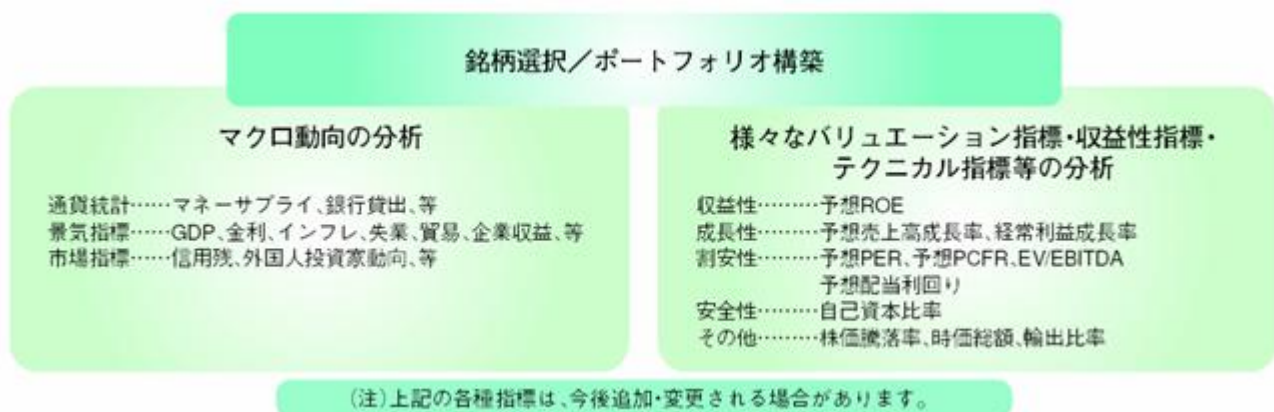 銘柄選択／ポートフォリオ構築
マクロ動向の分析
通貨統計……マネーサプライ、銀行貸出、等
景気指標……GDP、金利、インフレ、失業、貿易、企業収益、等
市場指標……信用残、外国人投資家動向、等
様々なバリュエーション指標・収益性指標・
テクニカル指標等の分析
収益性………予想ROE
成長性………予想売上高成長率、経常利益成長率
割安性………予想PER、予想PCFR、EV/EBITDA
予想配当利回り
安全性………自己資本比率
その他………株価騰落率、時価総額、輸出比率
(注)上記の各種指標は、今後追加・変更される場合があります。